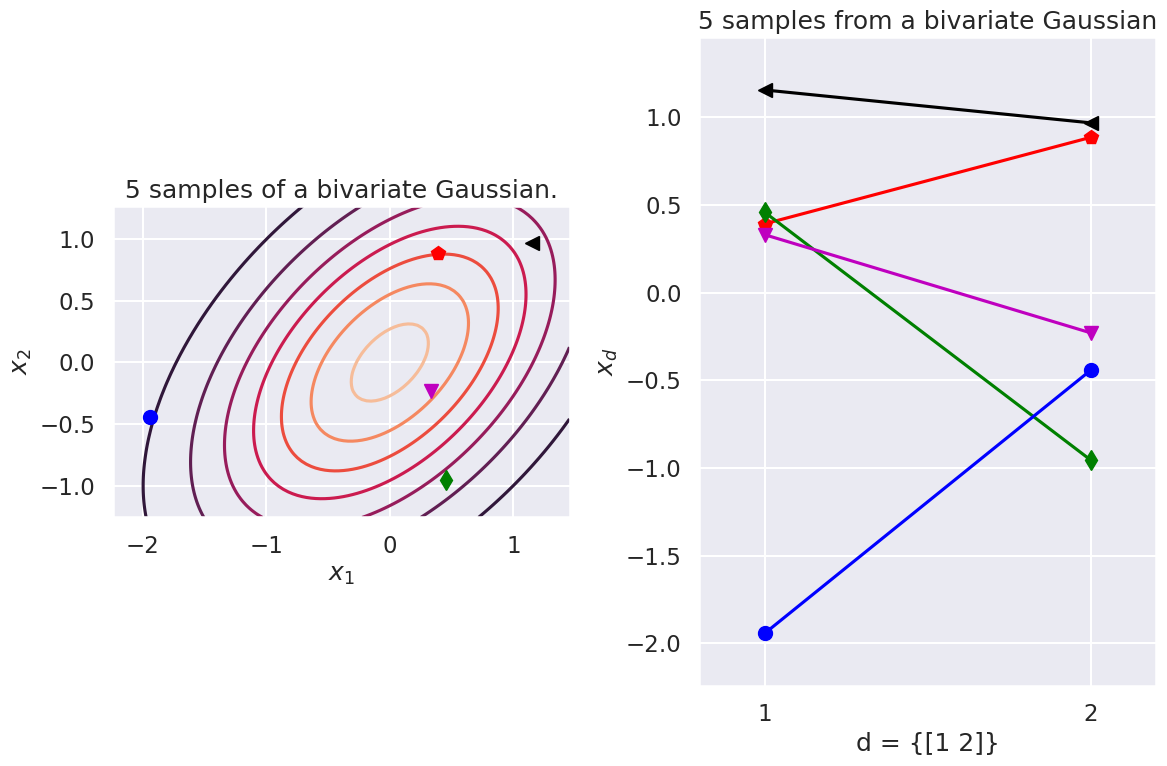 5 samples of a bivariate Gaussian.
1.0
0.5
0.0
−0.5
−1.0
x₂
−2 −1 0 1
x₁
5 samples from a bivariate Gaussian
1.0
0.5
0.0
−0.5
−1.0
−1.5
−2.0
x_d
1 2
d = {[1 2]}